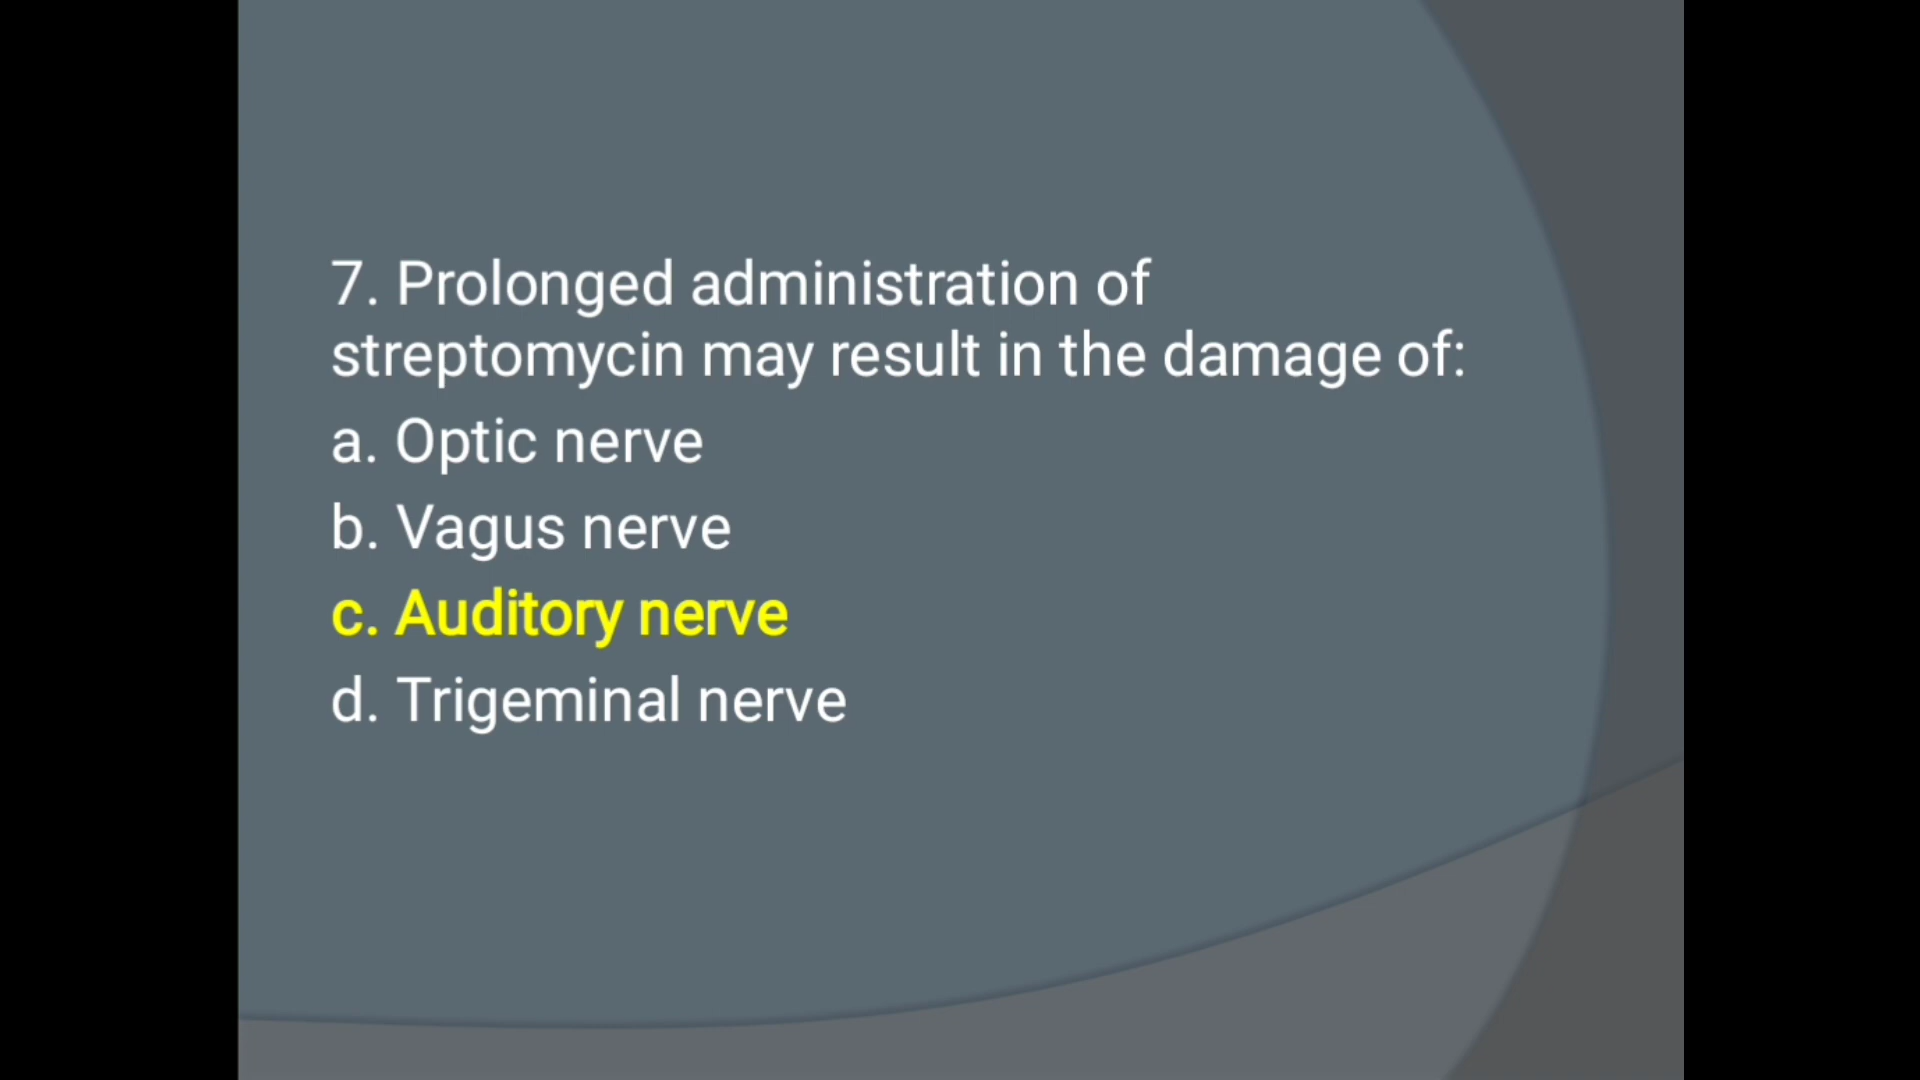 7. Prolonged administration of
streptomycin may result in the damage of:
a. Optic nerve
b. Vagus nerve
c. Auditory nerve
d. Trigeminal nerve